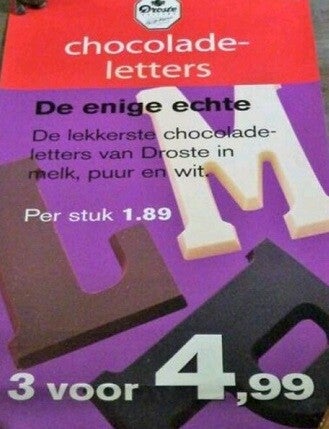 Droste
chocolade-
letters
De enige echte
De lekkerste chocolade-
letters van Droste in
melk, puur en wit.
Per stuk 1.89
3 voor 4,99